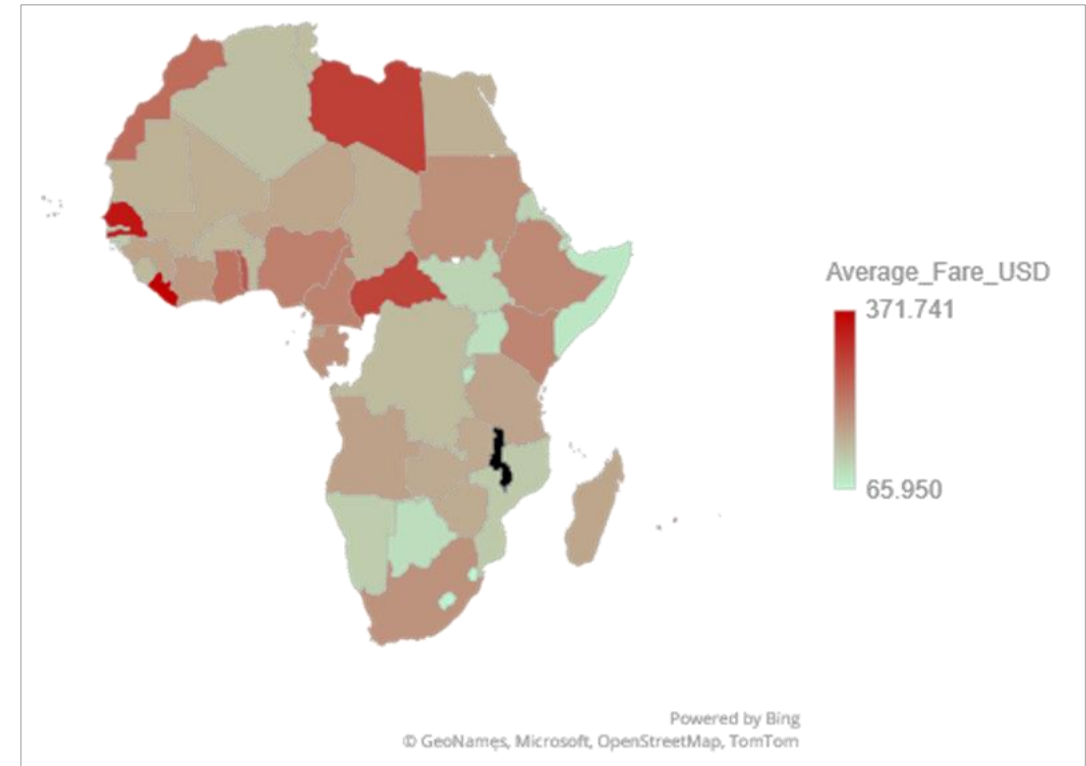 Average_Fare_USD
371.741
65.950
Powered by Bing
© GeoNames, Microsoft, OpenStreetMap, TomTom